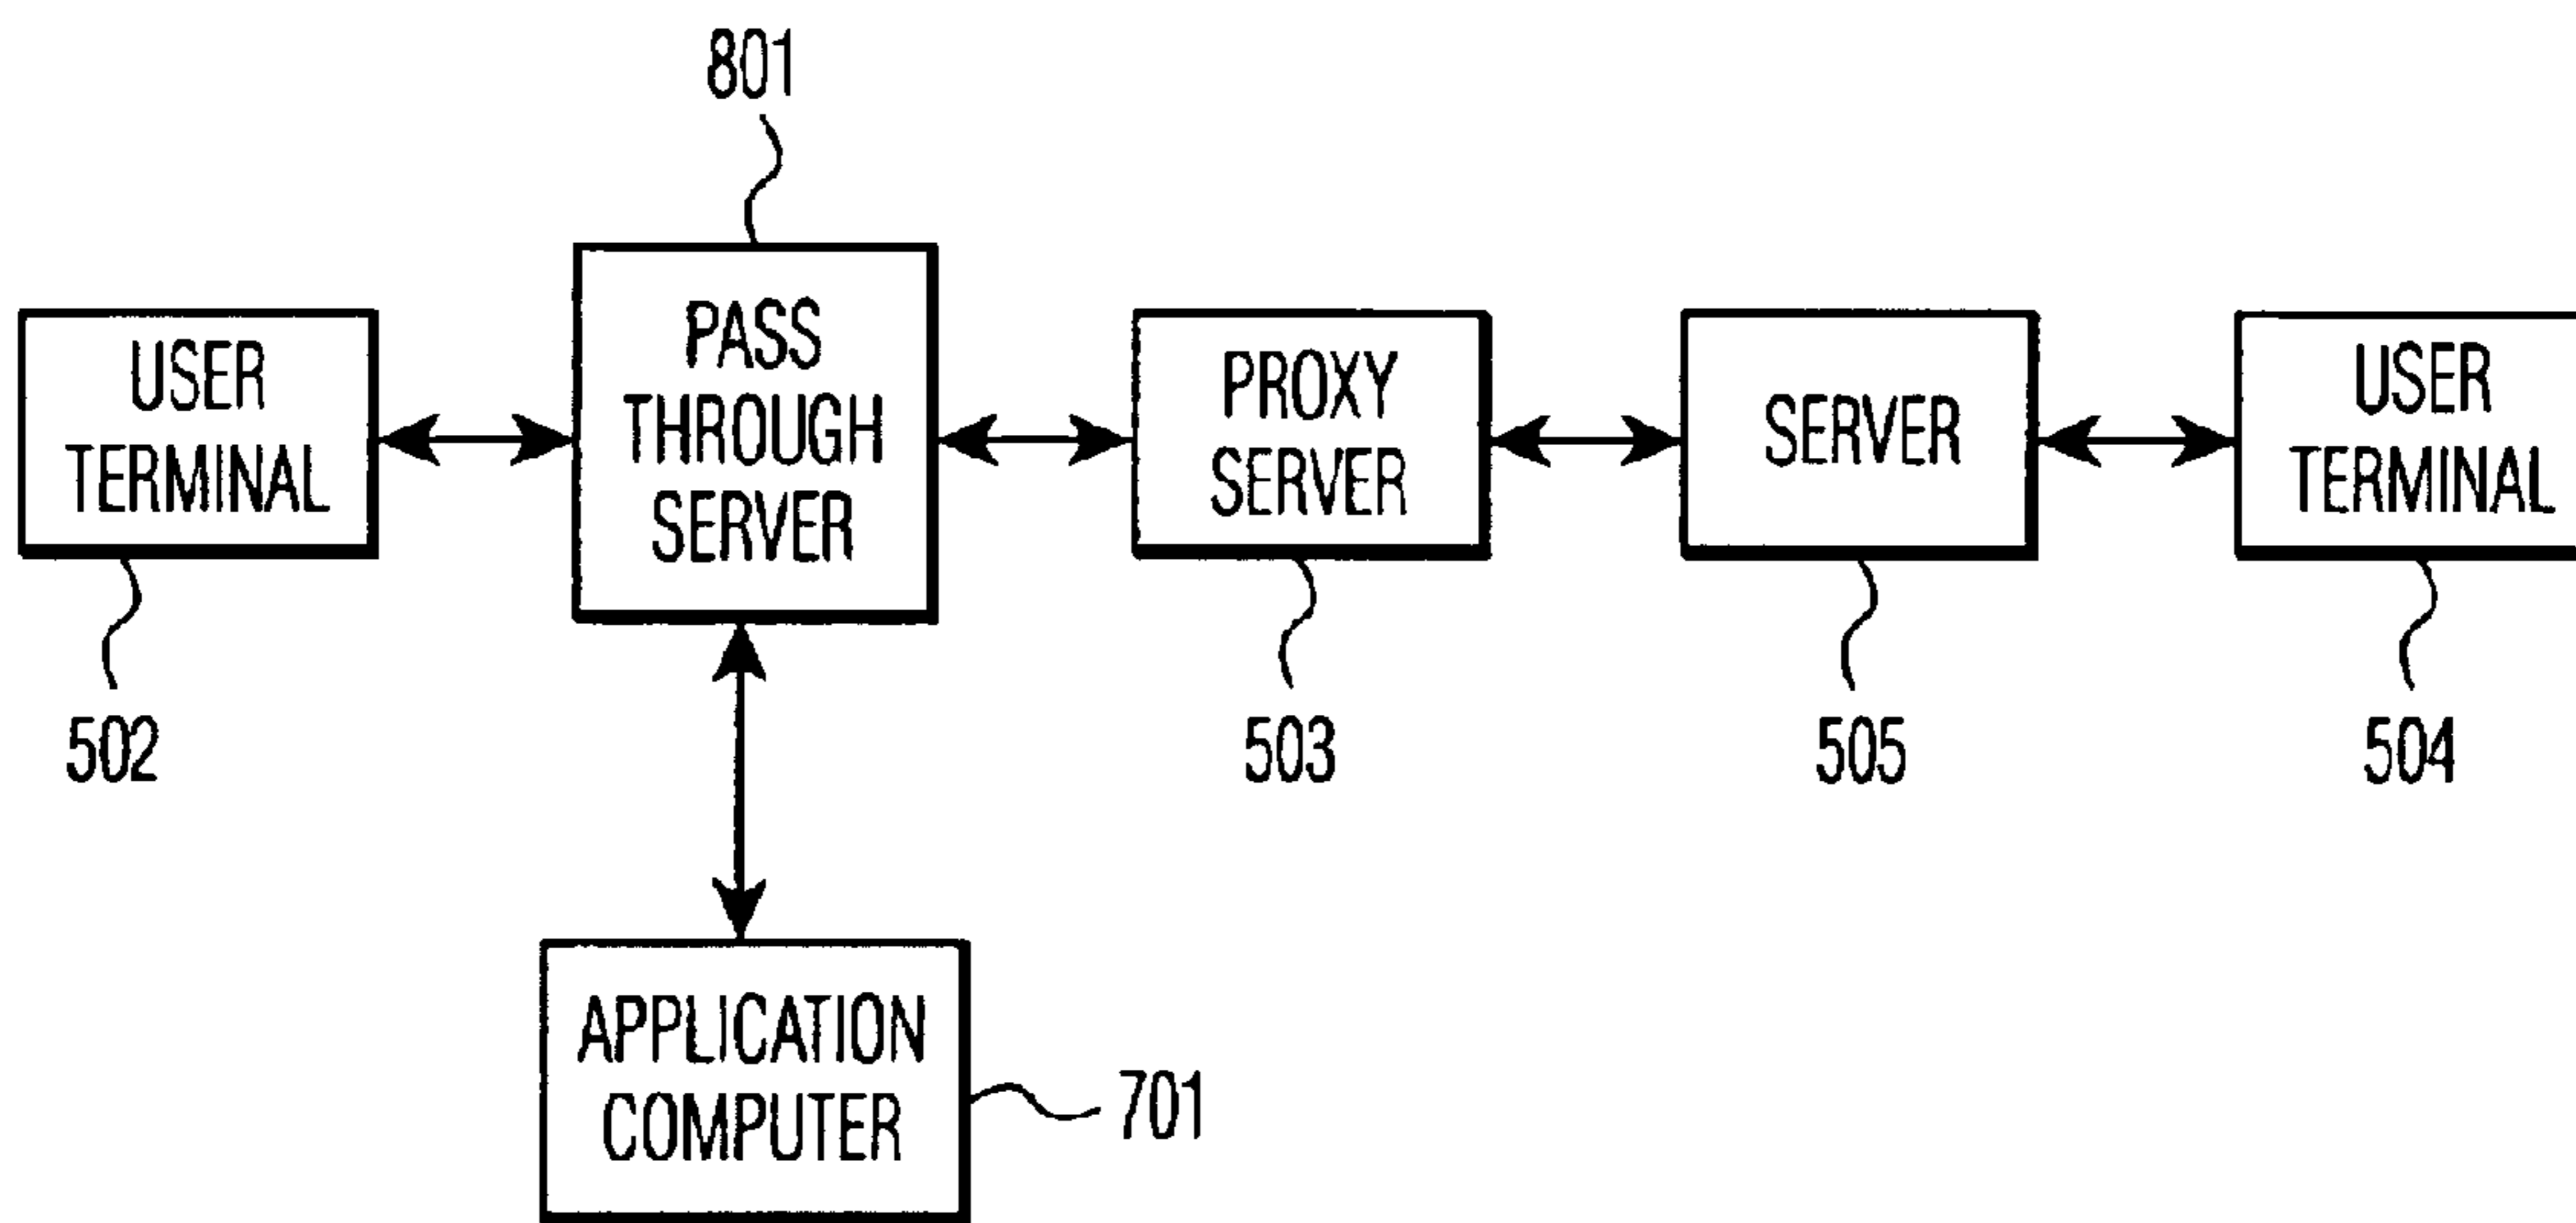 801
USER
TERMINAL
PASS
THROUGH
SERVER
PROXY
SERVER
SERVER
USER
TERMINAL
502
503
505
504
APPLICATION
COMPUTER
701